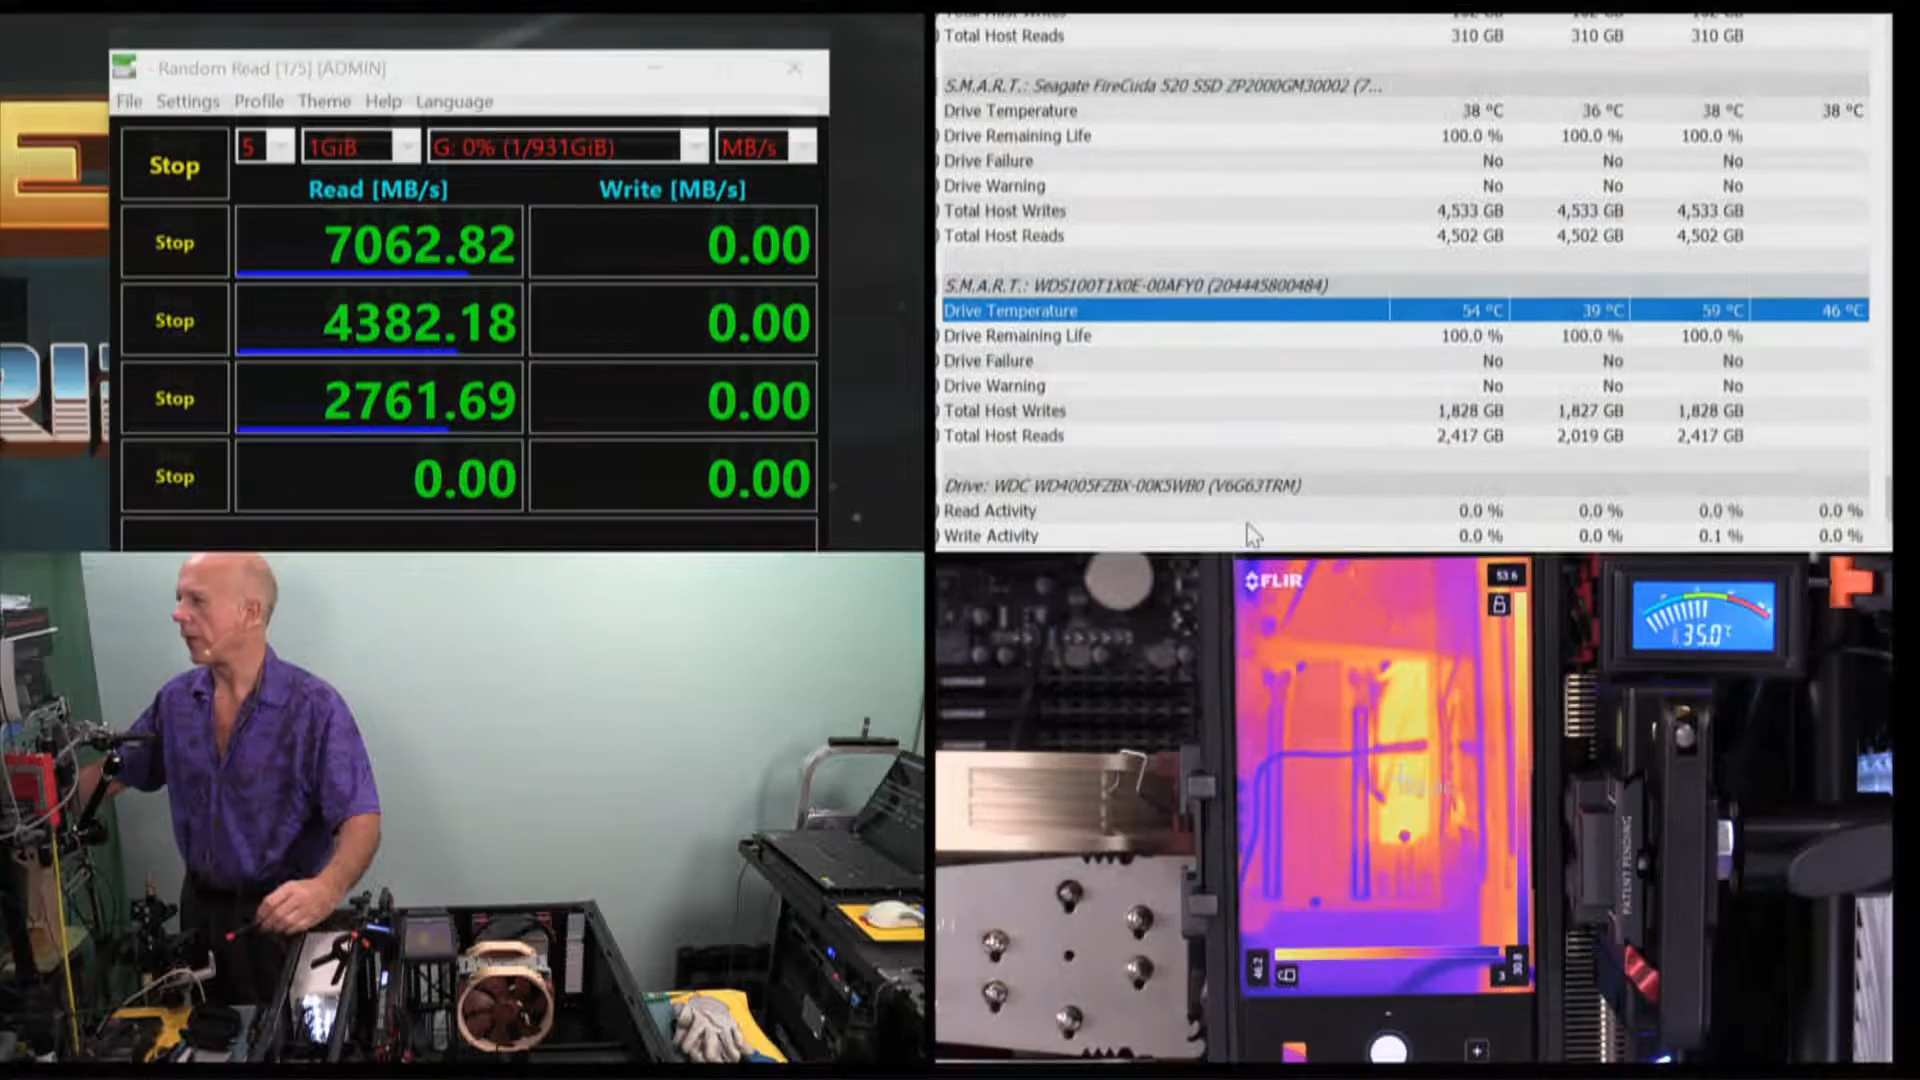 - Random Read [1/5] [ADMIN]
File Settings Profile Theme Help Language
Stop 5 1GiB G: 0% (1/931GiB) MB/s
Read [MB/s] Write [MB/s]
Stop 7062.82 0.00
Stop 4382.18 0.00
Stop 2761.69 0.00
Stop 0.00 0.00
Total Host Reads 310 GB 310 GB 310 GB
S.M.A.R.T.: Seagate FireCuda 520 SSD ZP2000GM30002 (7...
Drive Temperature 38 °C 36 °C 38 °C 38 °C
Drive Remaining Life 100.0 % 100.0 % 100.0 %
Drive Failure No No No
Drive Warning No No No
Total Host Writes 4,533 GB 4,533 GB 4,533 GB
Total Host Reads 4,502 GB 4,502 GB 4,502 GB
S.M.A.R.T.: WDS100T1X0E-00AFY0 (204445800484)
Drive Temperature 54 °C 39 °C 59 °C 46 °C
Drive Remaining Life 100.0 % 100.0 % 100.0 %
Drive Failure No No No
Drive Warning No No No
Total Host Writes 1,828 GB 1,827 GB 1,828 GB
Total Host Reads 2,417 GB 2,019 GB 2,417 GB
Drive: WDC WD4005FZBX-00K5WB0 (V6G63TRM)
Read Activity 0.0 % 0.0 % 0.0 % 0.0 %
Write Activity 0.0 % 0.0 % 0.1 % 0.0 %
FLIR
53.6
46.2
3
30.8
35.0°C
PATENT PENDING